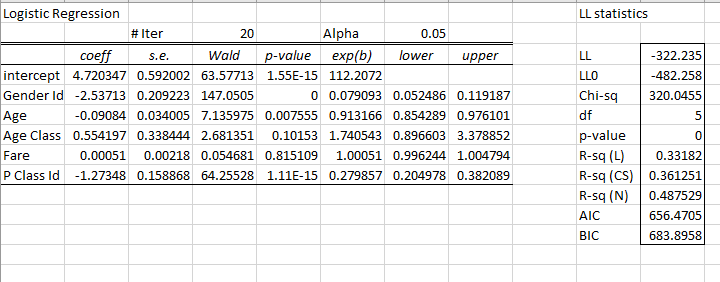 Logistic Regression LL statistics
# Iter 20 Alpha 0.05
coeff s.e. Wald p-value exp(b) lower upper LL -322.235
intercept 4.720347 0.592002 63.57713 1.55E-15 112.2072 LL0 -482.258
Gender Id -2.53713 0.209223 147.0505 0 0.079093 0.052486 0.119187 Chi-sq 320.0455
Age -0.09084 0.034005 7.135975 0.007555 0.913166 0.854289 0.976101 df 5
Age Class 0.554197 0.338444 2.681351 0.10153 1.740543 0.896603 3.378852 p-value 0
Fare 0.00051 0.00218 0.054681 0.815109 1.00051 0.996244 1.004794 R-sq (L) 0.33182
P Class Id -1.27348 0.158868 64.25528 1.11E-15 0.279857 0.204978 0.382089 R-sq (CS) 0.361251
R-sq (N) 0.487529
AIC 656.4705
BIC 683.8958